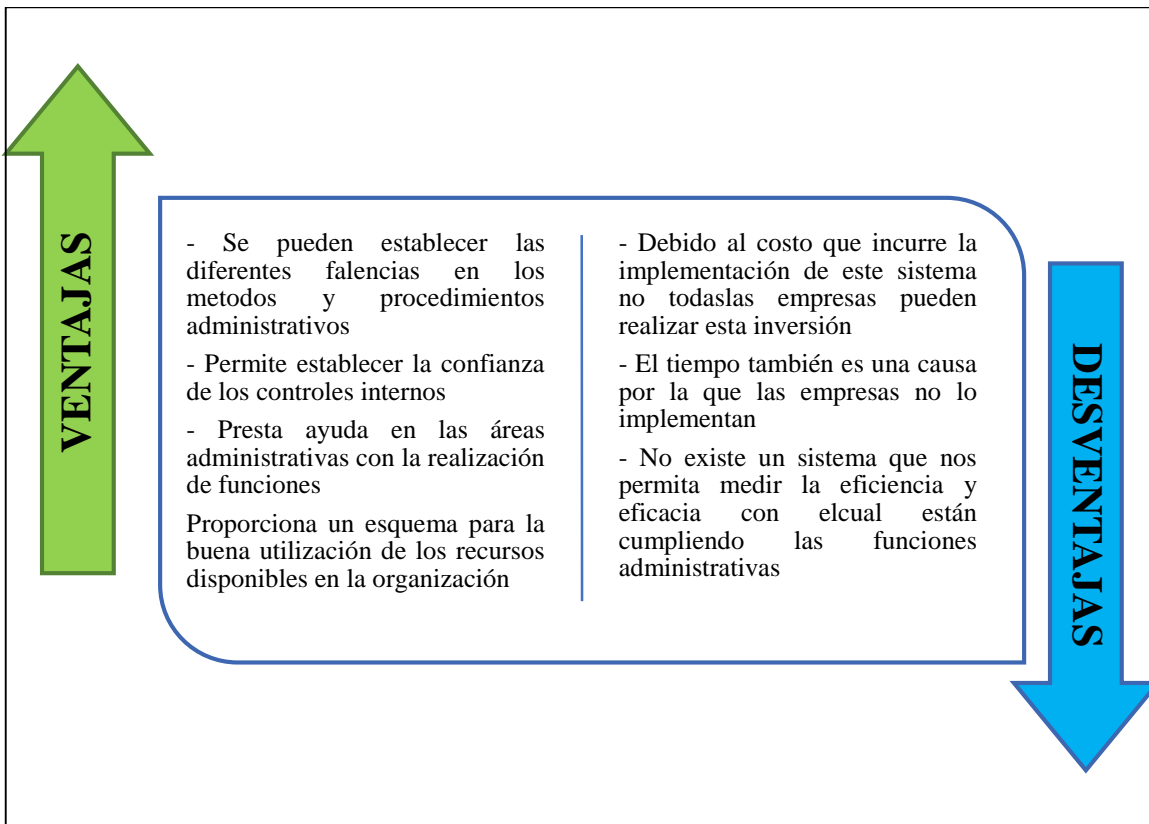 VENTAJAS
- Se pueden establecer las
diferentes falencias en los
metodos y procedimientos
administrativos
- Permite establecer la confianza
de los controles internos
- Presta ayuda en las áreas
administrativas con la realización
de funciones
Proporciona un esquema para la
buena utilización de los recursos
disponibles en la organización
- Debido al costo que incurre la
implementación de este sistema
no todaslas empresas pueden
realizar esta inversión
- El tiempo también es una causa
por la que las empresas no lo
implementan
- No existe un sistema que nos
permita medir la eficiencia y
eficacia con elcual están
cumpliendo las funciones
administrativas
DESVENTAJAS